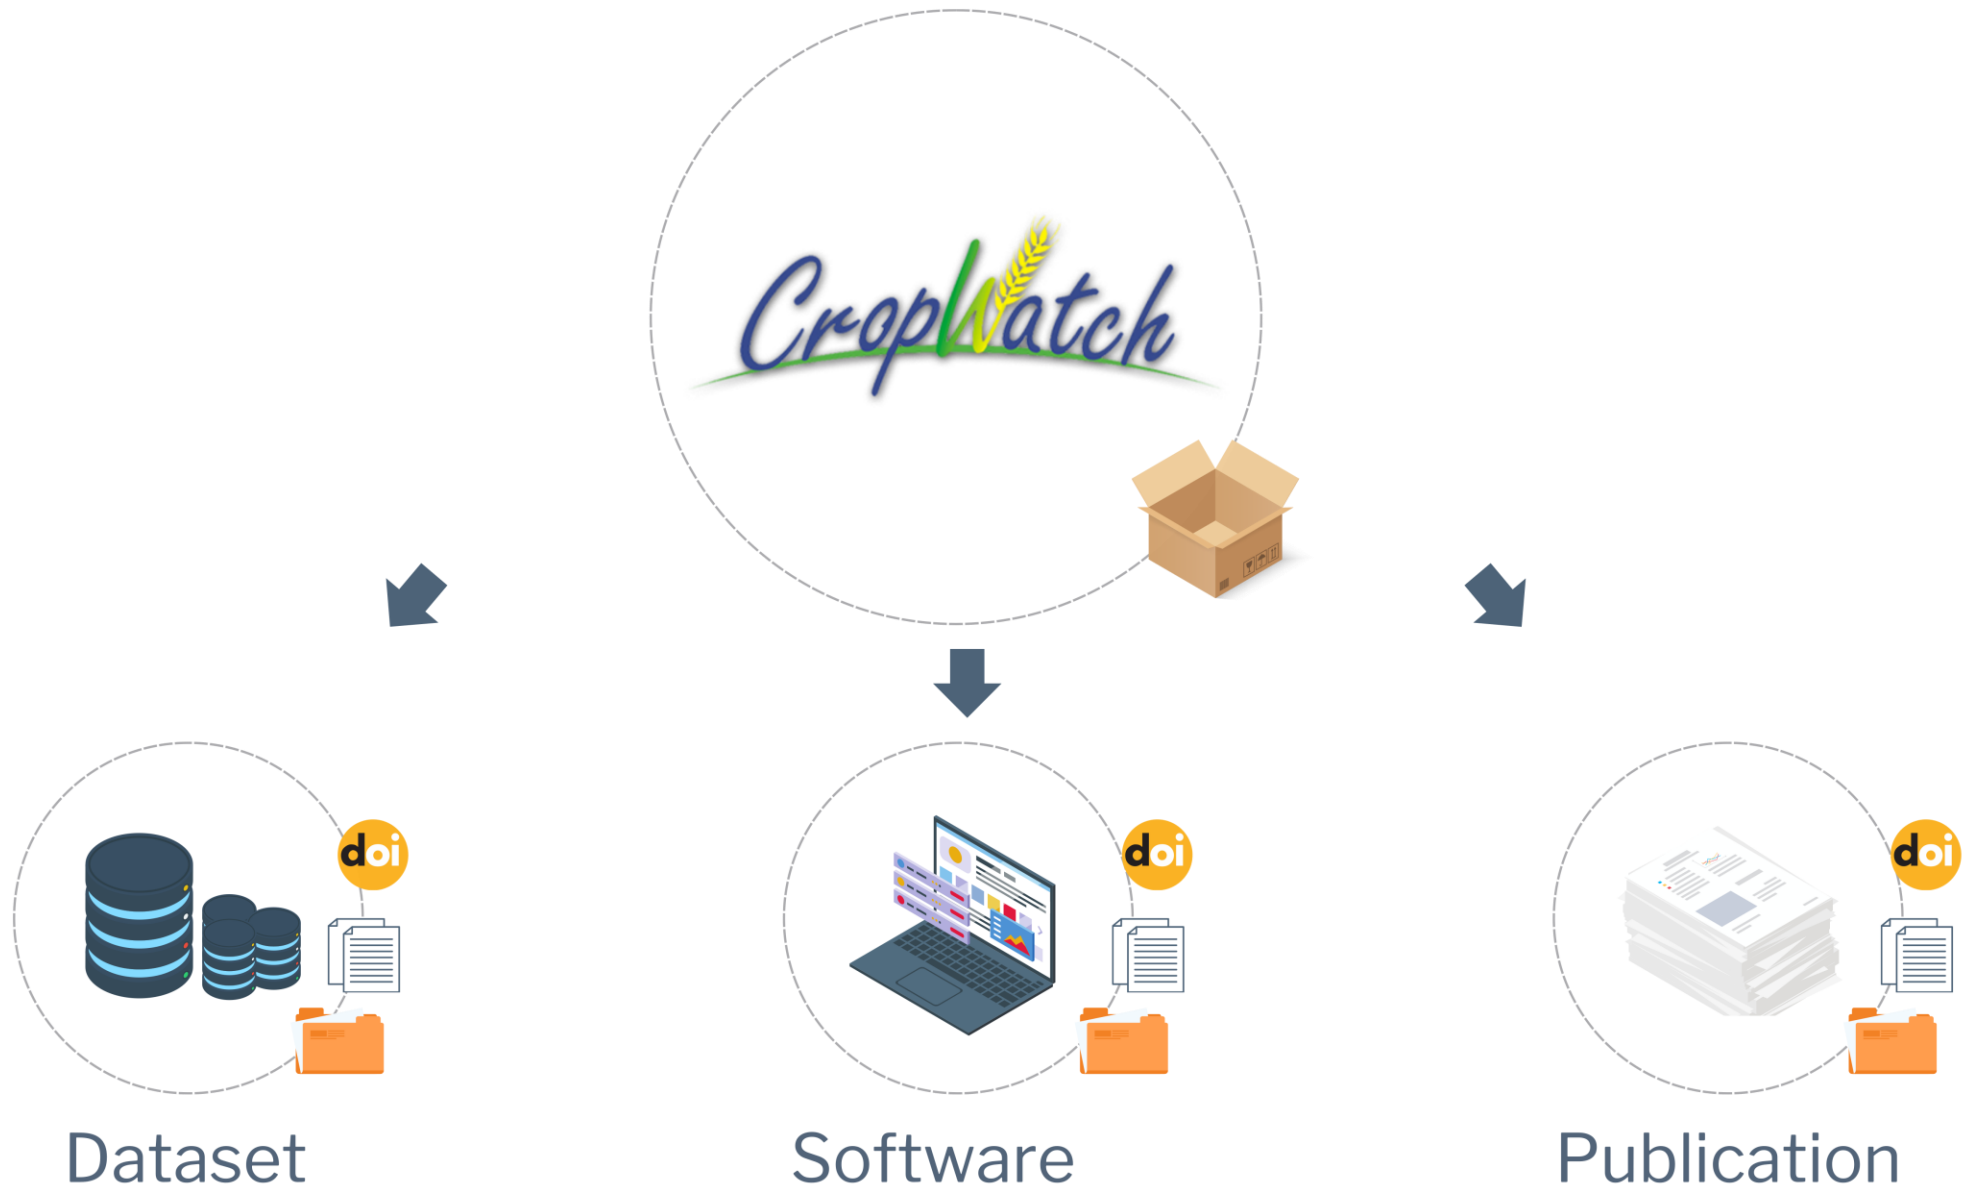 CropWatch
doi
doi
doi
Dataset
Software
Publication